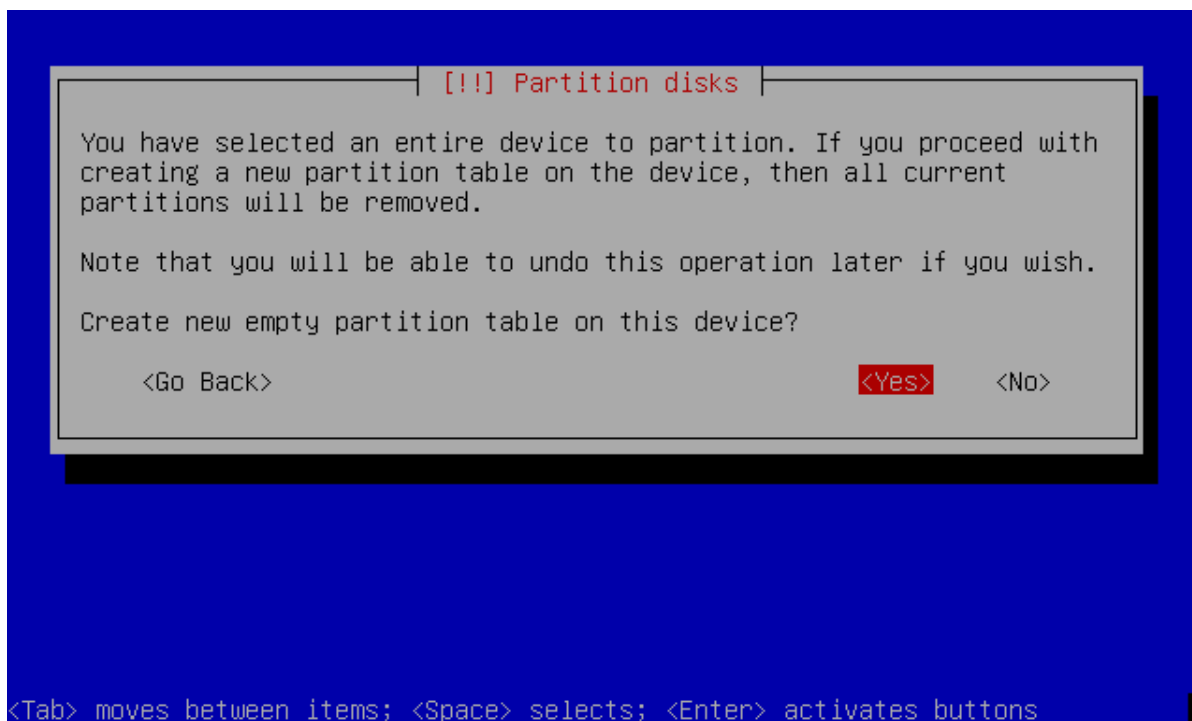 [!!] Partition disks
You have selected an entire device to partition. If you proceed with
creating a new partition table on the device, then all current
partitions will be removed.
Note that you will be able to undo this operation later if you wish.
Create new empty partition table on this device?
<Go Back> <Yes> <No>
<Tab> moves between items; <Space> selects; <Enter> activates buttons